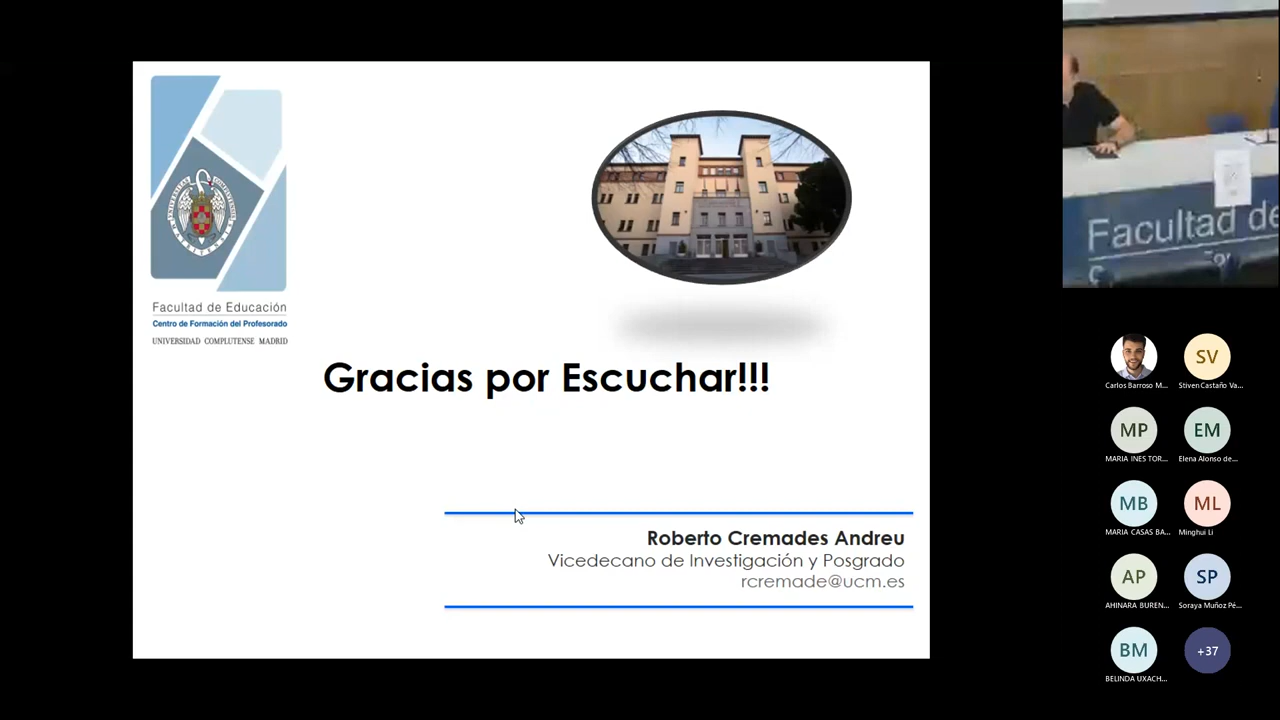 Facultad de Educación
Centro de Formación del Profesorado
UNIVERSIDAD COMPLUTENSE MADRID
Gracias por Escuchar!!!
Roberto Cremades Andreu
Vicedecano de Investigación y Posgrado
rcremade@ucm.es
Facultad de
Carlos Barroso M...
SV
Stiven Castaño Va...
MP
MARIA INES TOR...
EM
Elena Alonso de...
MB
MARIA CASAS BA...
ML
Minghui Li
AP
AHINARA BUREN...
SP
Soraya Muñoz Pé...
BM
BELINDA UXACH...
+37